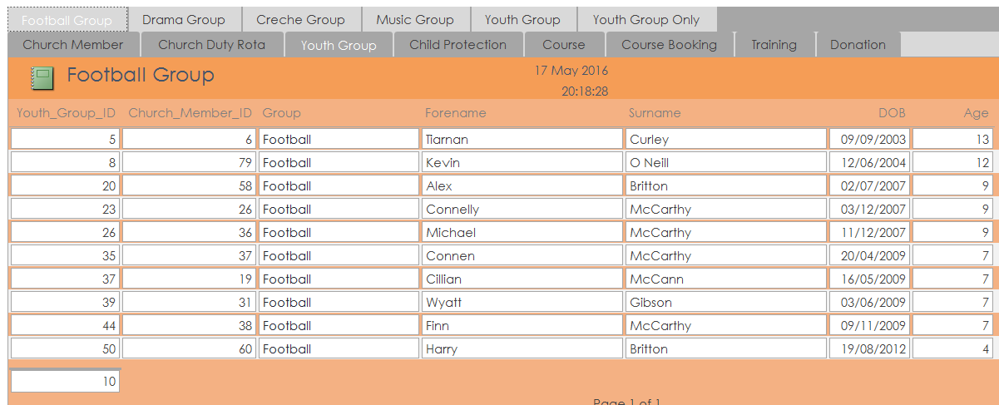 Football Group Drama Group Creche Group Music Group Youth Group Youth Group Only
Church Member Church Duty Rota Youth Group Child Protection Course Course Booking Training Donation
Football Group 17 May 2016
20:18:28
Youth_Group_ID Church_Member_ID Group Forename Surname DOB Age
5 6 Football Tiarnan Curley 09/09/2003 13
8 79 Football Kevin O Neill 12/06/2004 12
20 58 Football Alex Britton 02/07/2007 9
23 26 Football Connelly McCarthy 03/12/2007 9
26 36 Football Michael McCarthy 11/12/2007 9
35 37 Football Connen McCarthy 20/04/2009 7
37 19 Football Cillian McCann 16/05/2009 7
39 31 Football Wyatt Gibson 03/06/2009 7
44 38 Football Finn McCarthy 09/11/2009 7
50 60 Football Harry Britton 19/08/2012 4
10
Page 1 of 1